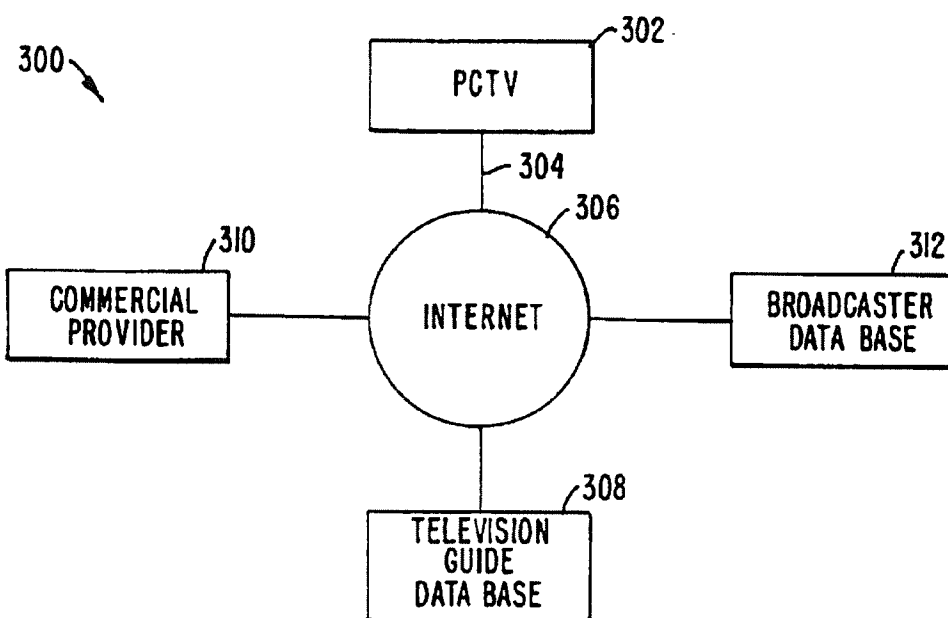 302
300
PCTV
304
306
310
312
COMMERCIAL
PROVIDER
INTERNET
BROADCASTER
DATA BASE
308
TELEVISION
GUIDE
DATA BASE